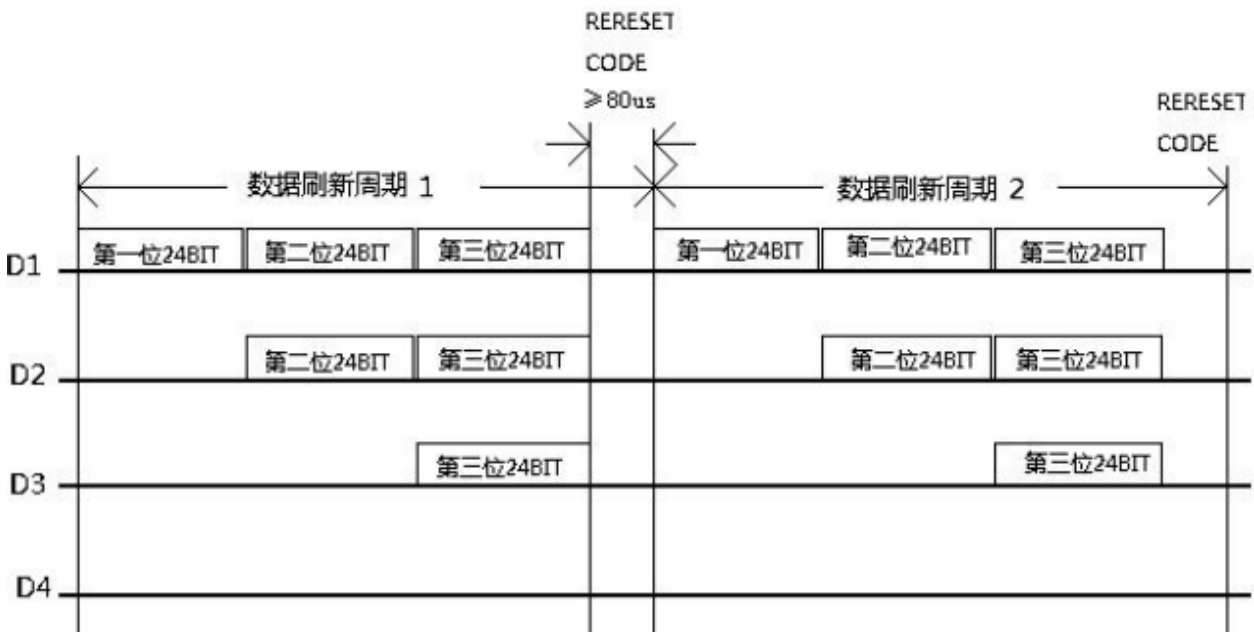 RERESET
CODE
≥80us
RERESET
CODE
数据刷新周期 1
数据刷新周期 2
D1
第一位24BIT
第二位24BIT
第三位24BIT
第一位24BIT
第二位24BIT
第三位24BIT
D2
第二位24BIT
第三位24BIT
第二位24BIT
第三位24BIT
D3
第三位24BIT
第三位24BIT
D4